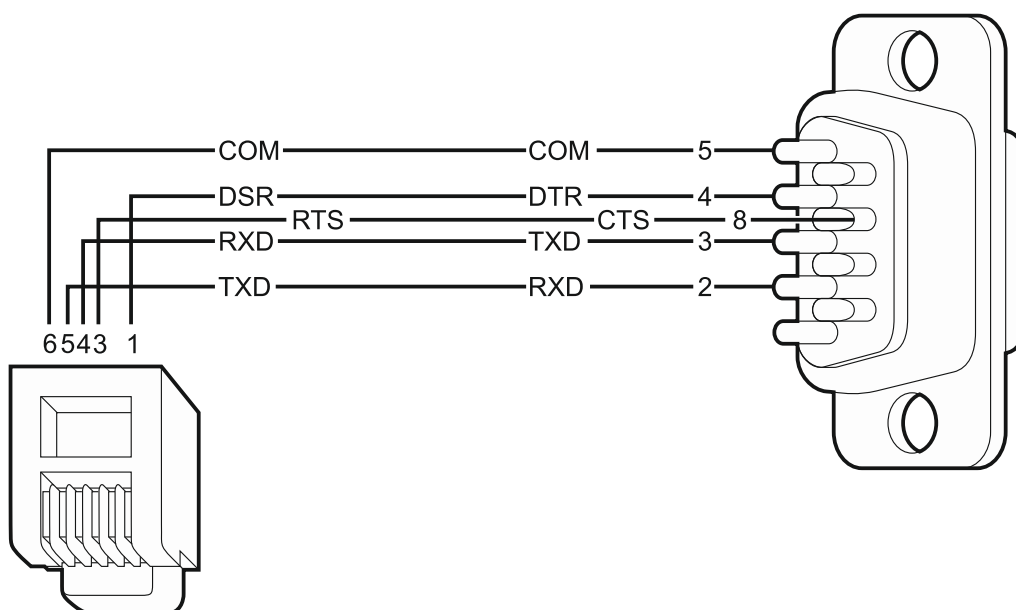 COM COM 5
DSR DTR 4
RTS CTS 8
RXD TXD 3
TXD RXD 2
6543 1